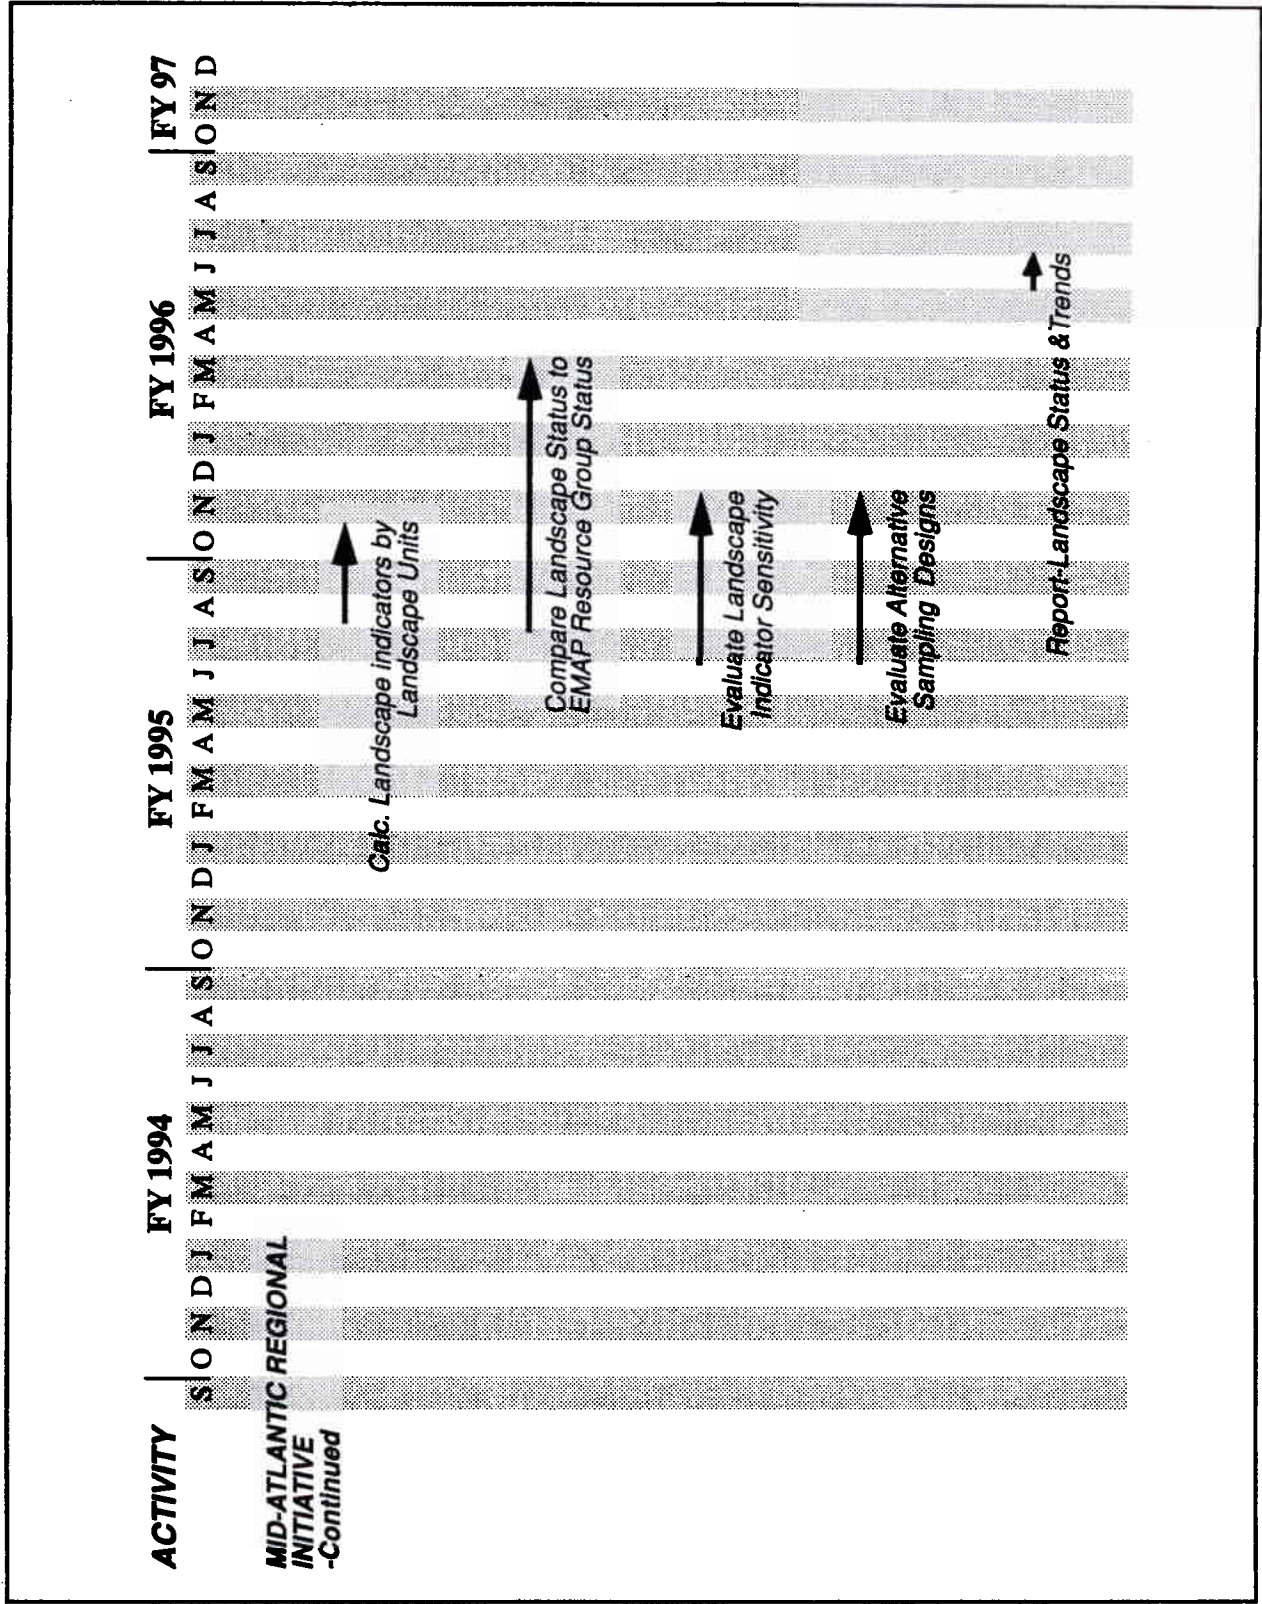 FY 1994 FY 1995 FY 1996 FY 97
ACTIVITY
S O N D J F M A M J J A S O N D J F M A M J J A S O N D J F M A M J J A S O N D
MID-ATLANTIC REGIONAL
INITIATIVE
-Continued
Calc. Landscape indicators by
Landscape Units
Compare Landscape Status to
EMAP Resource Group Status
Evaluate Landscape
Indicator Sensitivity
Evaluate Alternative
Sampling Designs
Report-Landscape Status & Trends